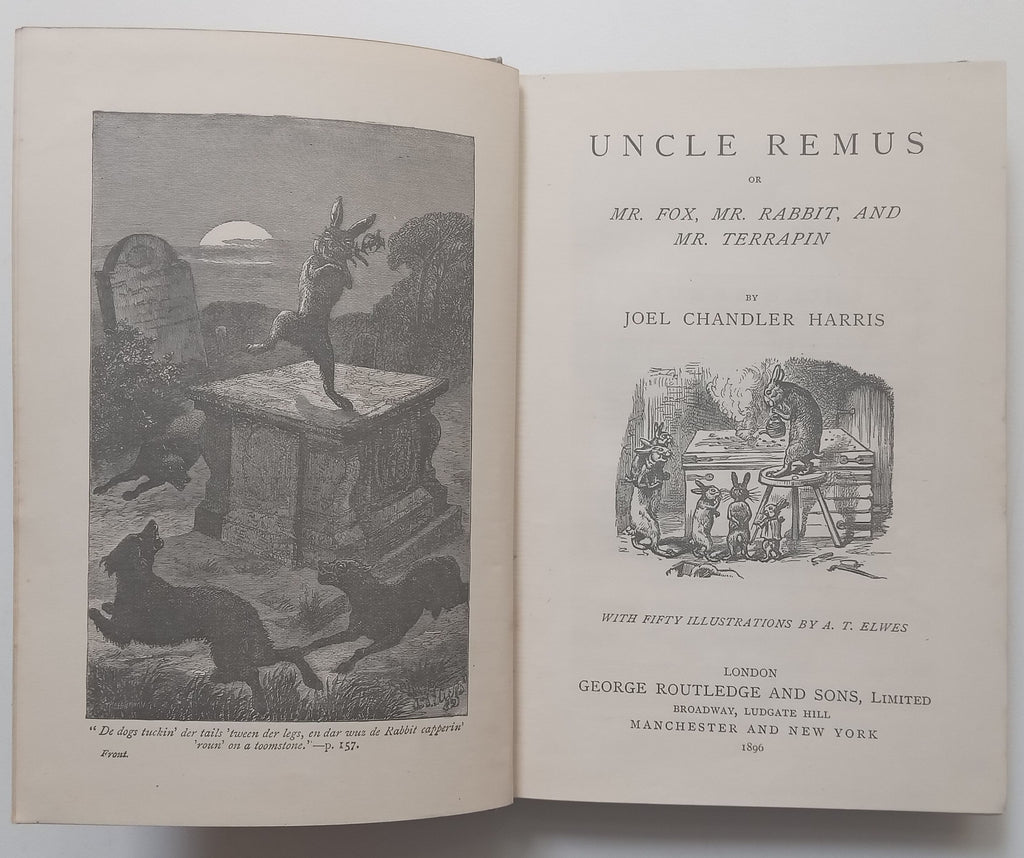 “ De dogs tuckin' der tails 'tween der legs, en dar wuz de Rabbit capperin'
'roun' on a toomstone.”—p. 157.
Front.
UNCLE REMUS
OR
MR. FOX, MR. RABBIT, AND
MR. TERRAPIN
BY
JOEL CHANDLER HARRIS
WITH FIFTY ILLUSTRATIONS BY A. T. ELWES
LONDON
GEORGE ROUTLEDGE AND SONS, LIMITED
BROADWAY, LUDGATE HILL
MANCHESTER AND NEW YORK
1896